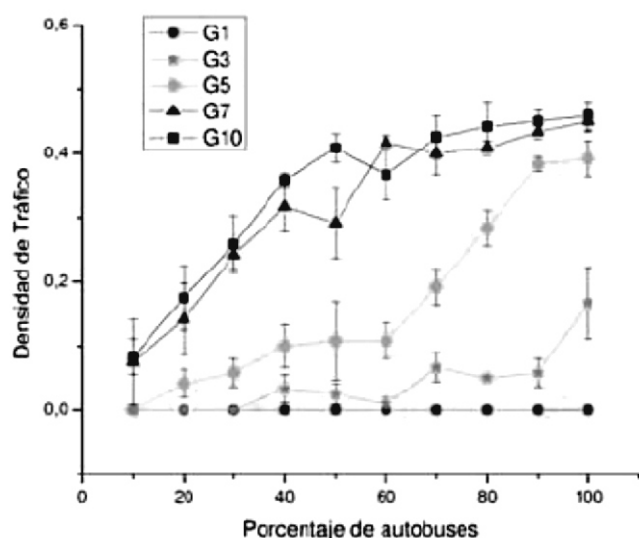 0,6
G1
G3
G5
G7
G10
0,4
0,2
0,0
Densidad de Tráfico
0 20 40 60 80 100
Porcentaje de autobuses